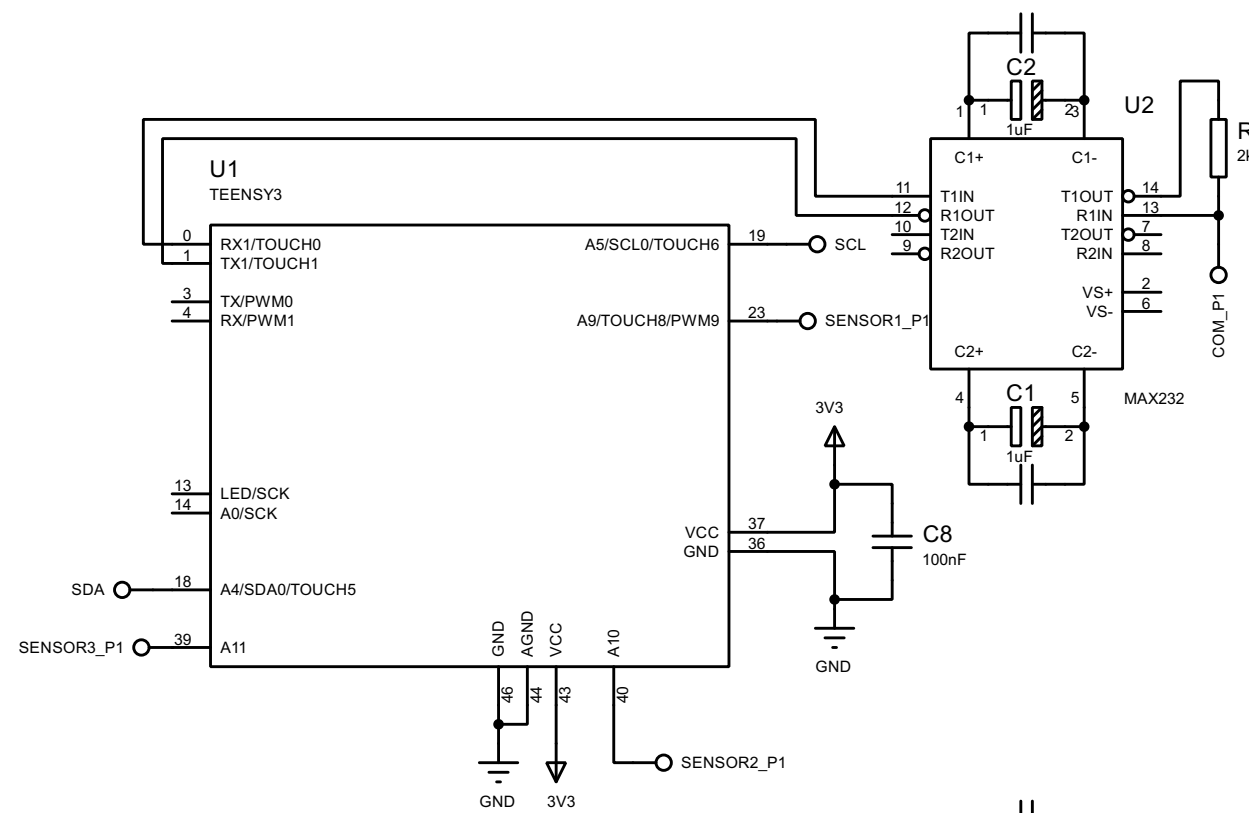 C2
1
1
2
3
1uF
U2
R
2k
C1+
C1-
11
T1IN
T1OUT
14
12
R1OUT
R1IN
13
10
T2IN
T2OUT
7
9
R2OUT
R2IN
8
VS+
2
VS-
6
C2+
C2-
COM_P1
4
C1
5
MAX232
1
2
1uF
U1
TEENSY3
0
RX1/TOUCH0
A5/SCL0/TOUCH6
19
SCL
1
TX1/TOUCH1
3
TX/PWM0
4
RX/PWM1
A9/TOUCH8/PWM9
23
SENSOR1_P1
3V3
13
LED/SCK
14
A0/SCK
VCC
37
GND
36
C8
100nF
SDA
18
A4/SDA0/TOUCH5
SENSOR3_P1
39
A11
GND
AGND
VCC
A10
46
44
43
40
GND
SENSOR2_P1
GND
3V3